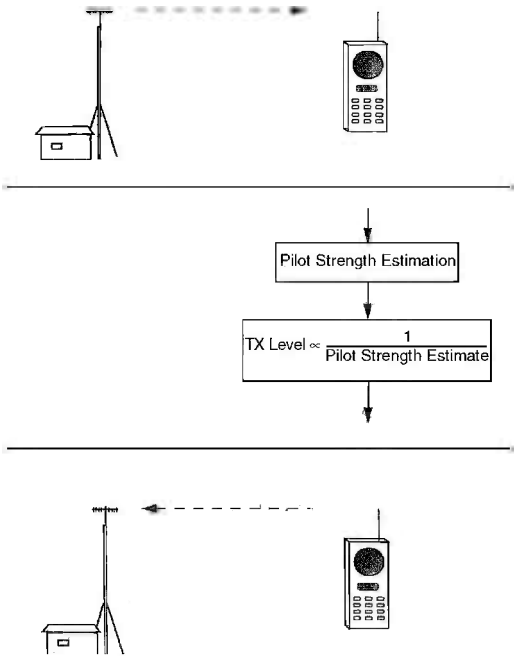 Pilot Strength Estimation
TX Level ∝ 1
Pilot Strength Estimate